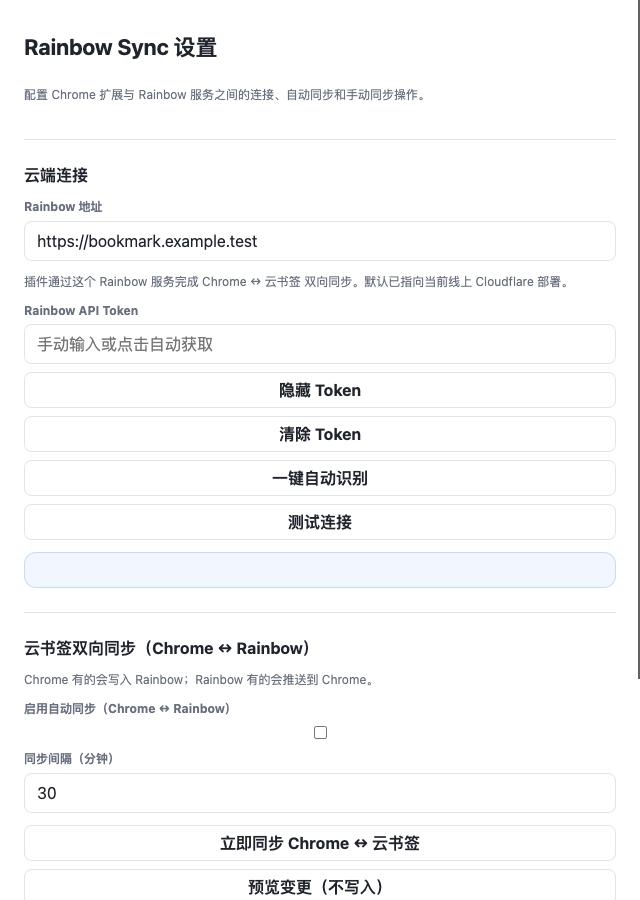 Rainbow Sync 设置
配置 Chrome 扩展与 Rainbow 服务之间的连接、自动同步和手动同步操作。
云端连接
Rainbow 地址
https://bookmark.example.test
插件通过这个 Rainbow 服务完成 Chrome ↔ 云书签 双向同步。默认已指向当前线上 Cloudflare 部署。
Rainbow API Token
手动输入或点击自动获取
隐藏 Token
清除 Token
一键自动识别
测试连接
云书签双向同步（Chrome ↔ Rainbow）
Chrome 有的会写入 Rainbow；Rainbow 有的会推送到 Chrome。
启用自动同步（Chrome ↔ Rainbow）
同步间隔（分钟）
30
立即同步 Chrome ↔ 云书签
预览变更（不写入）